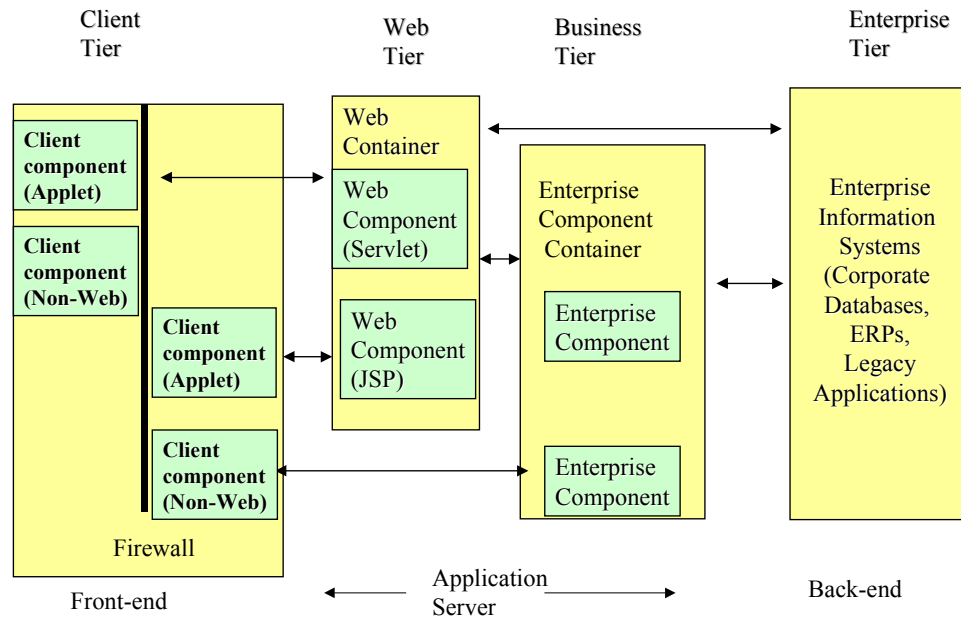 Client
Tier
Web
Tier
Business
Tier
Enterprise
Tier
Client
component
(Applet)
Client
component
(Non-Web)
Client
component
(Applet)
Client
component
(Non-Web)
Firewall
Web
Container
Web
Component
(Servlet)
Web
Component
(JSP)
Enterprise
Component
Container
Enterprise
Component
Enterprise
Component
Enterprise
Information
Systems
(Corporate
Databases,
ERPs,
Legacy
Applications)
Front-end
Application
Server
Back-end